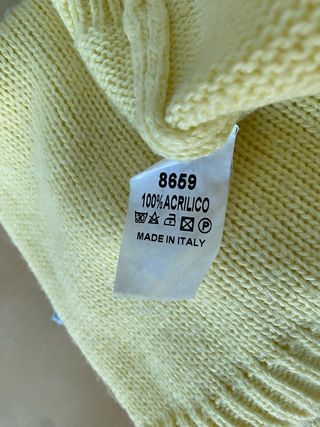 8659
100% ACRILICO
P
MADE IN ITALY